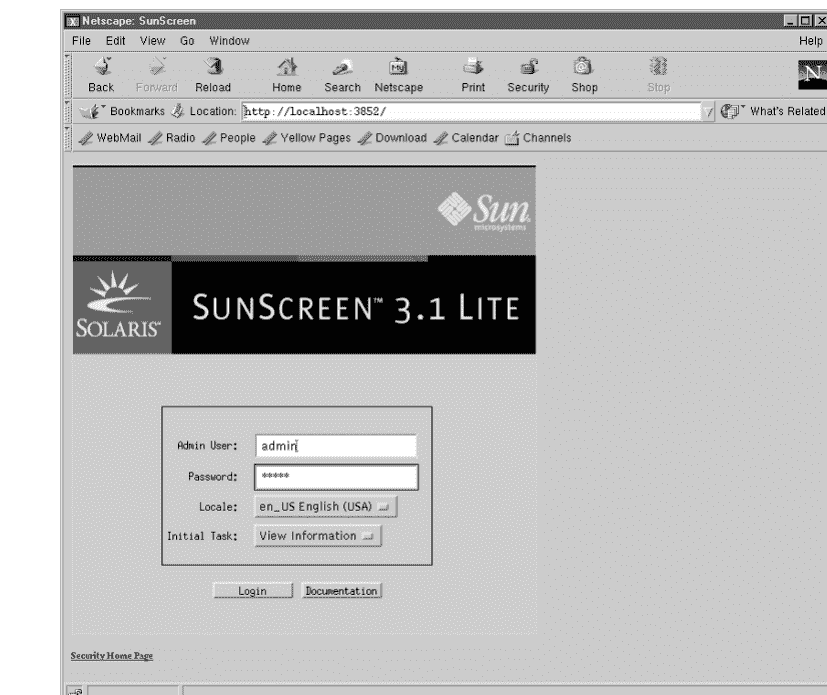 Netscape: SunScreen
File Edit View Go Window Help
Back Forward Reload Home Search Netscape Print Security Shop Stop
My
N
Bookmarks Location: http://localhost:3852/ What's Related
WebMail Radio People Yellow Pages Download Calendar Channels
Sun
microsystems
SOLARIS™
SUNSCREEN™ 3.1 LITE
Admin User: admin
Password: *****
Locale: en_US English (USA)
Initial Task: View Information
Login Documentation
Security Home Page